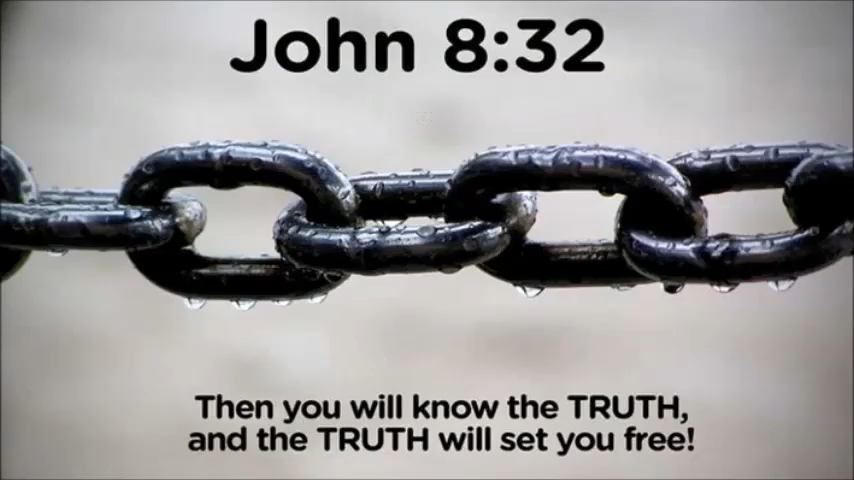 John 8:32
Then you will know the TRUTH,
and the TRUTH will set you free!